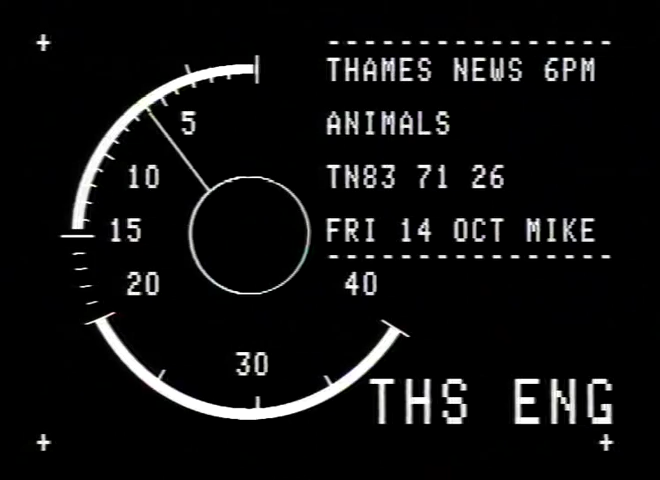 THAMES NEWS 6PM
ANIMALS
TN83 71 26
FRI 14 OCT MIKE
5
10
15
20
30
40
THS ENG